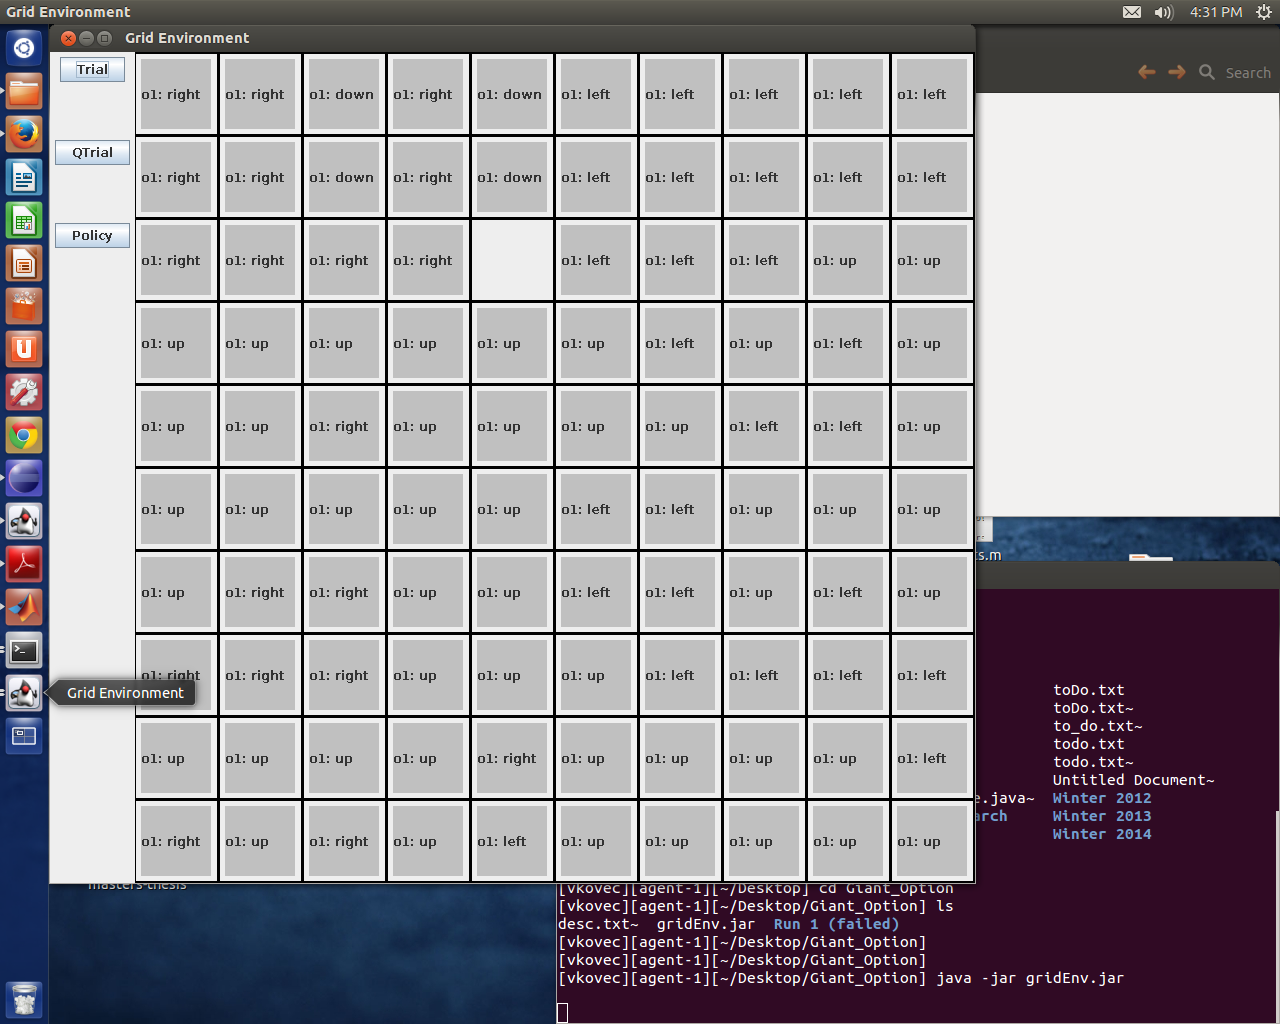 Grid Environment
4:31 PM
Grid Environment
Search
Trial
o1: right o1: right o1: down o1: right o1: down o1: left o1: left o1: left o1: left o1: left
QTrial
o1: right o1: right o1: down o1: right o1: down o1: left o1: left o1: left o1: left o1: left
Policy
o1: right o1: right o1: right o1: right o1: left o1: left o1: left o1: up o1: up
o1: up o1: up o1: up o1: up o1: up o1: up o1: left o1: up o1: left o1: up
o1: up o1: up o1: right o1: up o1: up o1: up o1: up o1: left o1: left o1: up
o1: up o1: up o1: up o1: up o1: up o1: left o1: left o1: up o1: up o1: up
o1: up o1: right o1: right o1: up o1: up o1: left o1: left o1: up o1: left o1: up
o1: right o1: right o1: right o1: up o1: up o1: up o1: left o1: left o1: left o1: left
Grid Environment
o1: up o1: up o1: up o1: up o1: right o1: up o1: up o1: up o1: up o1: left
o1: right o1: up o1: right o1: up o1: left o1: up o1: up o1: up o1: up o1: up
s.m
toDo.txt
toDo.txt~
to_do.txt~
todo.txt
todo.txt~
Untitled Document~
e.java~ Winter 2012
arch Winter 2013
Winter 2014
masters-thesis
[vkovec][agent-1][~/Desktop] cd Giant_Option
[vkovec][agent-1][~/Desktop/Giant_Option] ls
desc.txt~ gridEnv.jar Run 1 (failed)
[vkovec][agent-1][~/Desktop/Giant_Option]
[vkovec][agent-1][~/Desktop/Giant_Option]
[vkovec][agent-1][~/Desktop/Giant_Option] java -jar gridEnv.jar